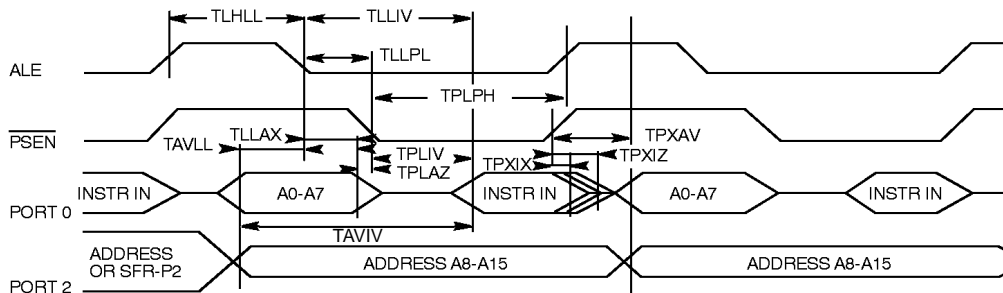 TLHLL TLLIV
TLLPL
ALE
TPLPH
PSEN
TLLAX
TPXAV
TAVLL
TPLIV
TPXIZ
TPLAZ
TPXIX
INSTR IN A0-A7 INSTR IN A0-A7 INSTR IN
PORT 0
TAVIV
ADDRESS
OR SFR-P2
ADDRESS A8-A15 ADDRESS A8-A15
PORT 2